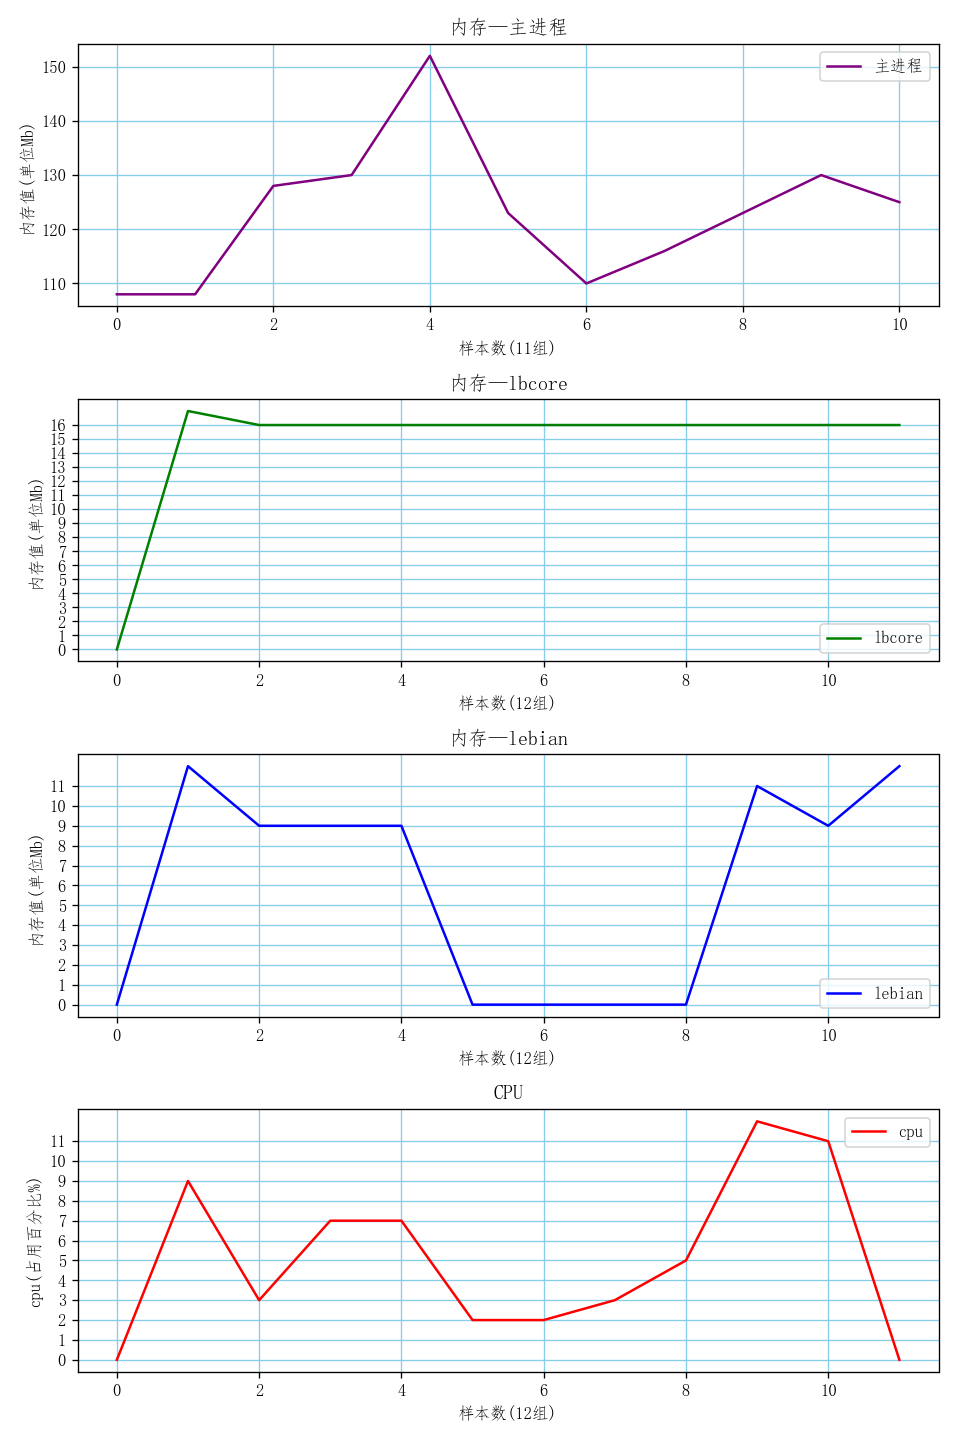 内存—主进程
150
140
130
120
110
内存值(单位Mb)
主进程
0 2 4 6 8 10
样本数(11组)
内存—lbcore
16
15
14
13
12
11
10
9
8
7
6
5
4
3
2
1
0
内存值(单位Mb)
lbcore
0 2 4 6 8 10
样本数(12组)
内存—lebian
11
10
9
8
7
6
5
4
3
2
1
0
内存值(单位Mb)
lebian
0 2 4 6 8 10
样本数(12组)
CPU
11
10
9
8
7
6
5
4
3
2
1
0
cpu(占用百分比%)
cpu
0 2 4 6 8 10
样本数(12组)